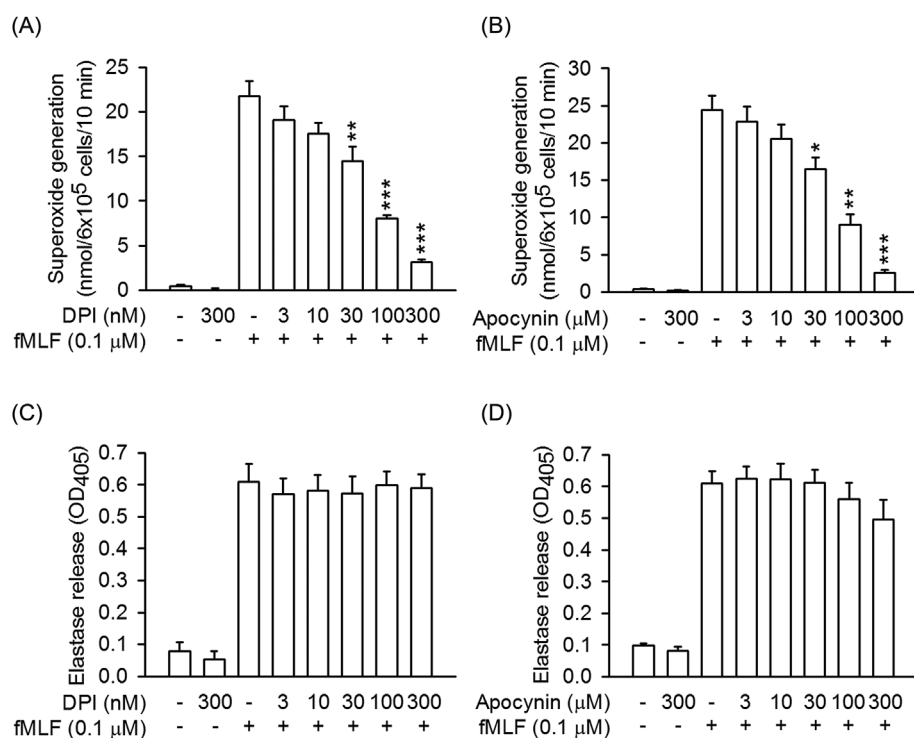 (A)
Superoxide generation
(nmol/6x10⁵ cells/10 min)
25
20
15
10
5
0
**
***
***
DPI (nM) - 300 - 3 10 30 100 300
fMLF (0.1 μM) - - + + + + + +
(B)
Superoxide generation
(nmol/6x10⁵ cells/10 min)
30
25
20
15
10
5
0
*
**
***
Apocynin (μM) - 300 - 3 10 30 100 300
fMLF (0.1 μM) - - + + + + + +
(C)
Elastase release (OD₄₀₅)
0.7
0.6
0.5
0.4
0.3
0.2
0.1
0.0
DPI (nM) - 300 - 3 10 30 100 300
fMLF (0.1 μM) - - + + + + + +
(D)
Elastase release (OD₄₀₅)
0.7
0.6
0.5
0.4
0.3
0.2
0.1
0.0
Apocynin (μM) - 300 - 3 10 30 100 300
fMLF (0.1 μM) - - + + + + + +